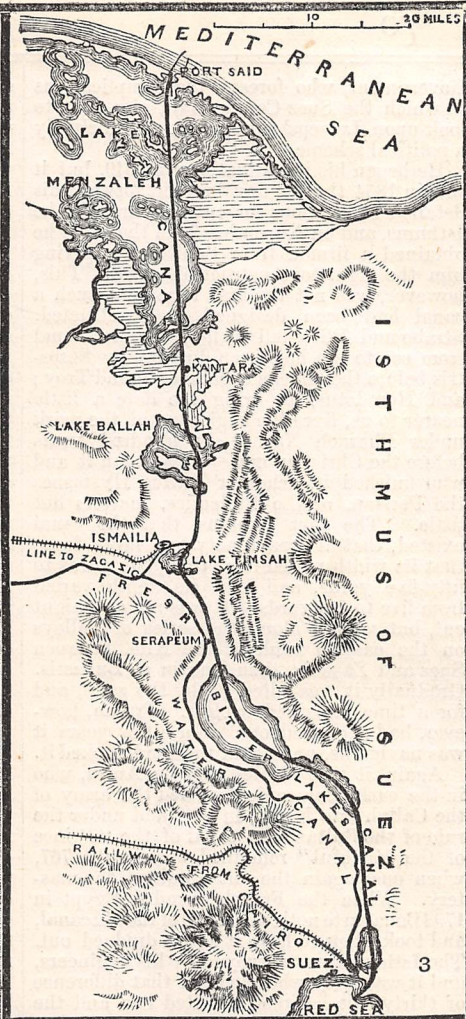 10 20 MILES
MEDITERRANEAN
SEA
PORT SAID
LAKE
MENZALEH
CANAL
KANTARA
ISTHMUS OF SUEZ
LAKE BALLAH
ISMAILIA
LINE TO ZAGAZIG
LAKE TIMSAH
FRESH WATER CANAL
SERAPEUM
BITTER LAKES
CANAL
RAILWAY FROM CAIRO
SUEZ
3
RED SEA